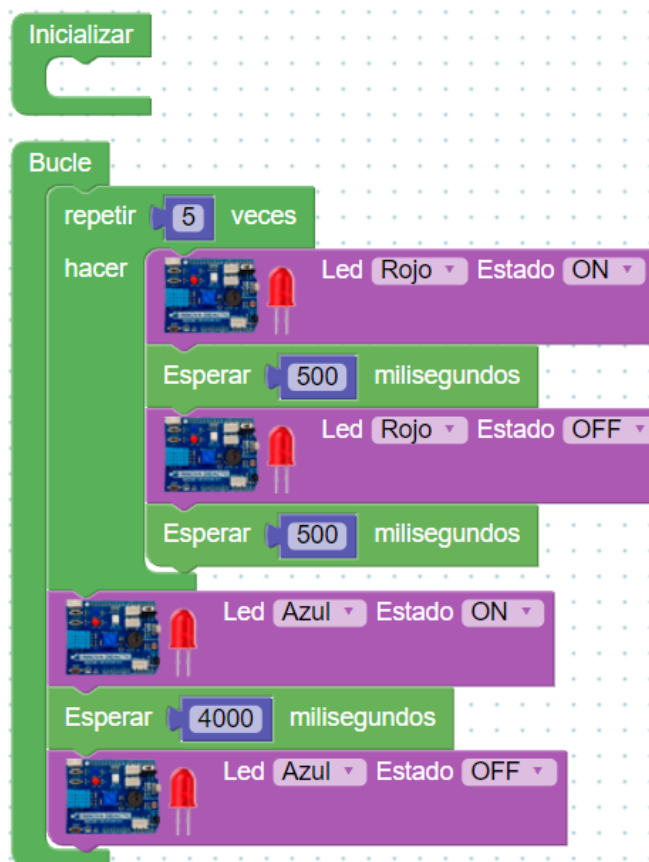 Inicializar
Bucle
repetir 5 veces
hacer
Led Rojo Estado ON
Esperar 500 milisegundos
Led Rojo Estado OFF
Esperar 500 milisegundos
Led Azul Estado ON
Esperar 4000 milisegundos
Led Azul Estado OFF